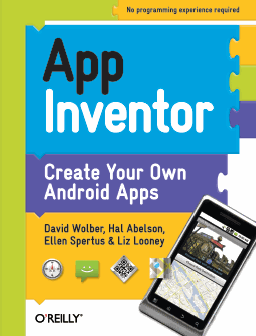 No programming experience required
App
Inventor
Create Your Own
Android Apps
David Wolber, Hal Abelson,
Ellen Spertus & Liz Looney
O'REILLY®